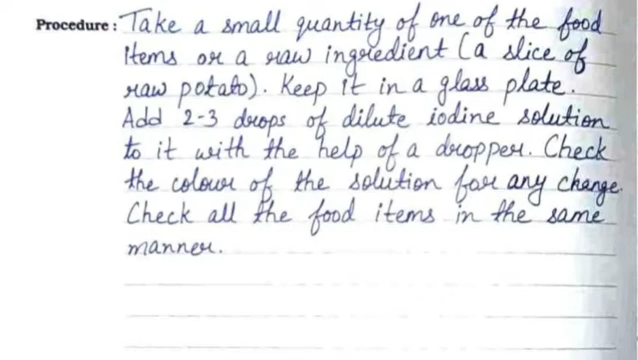 Procedure : Take a small quantity of one of the food
items or a raw ingredient (a slice of
raw potato). Keep it in a glass plate.
Add 2-3 drops of dilute iodine solution
to it with the help of a dropper. Check
the colour of the solution for any change.
Check all the food items in the same
manner.